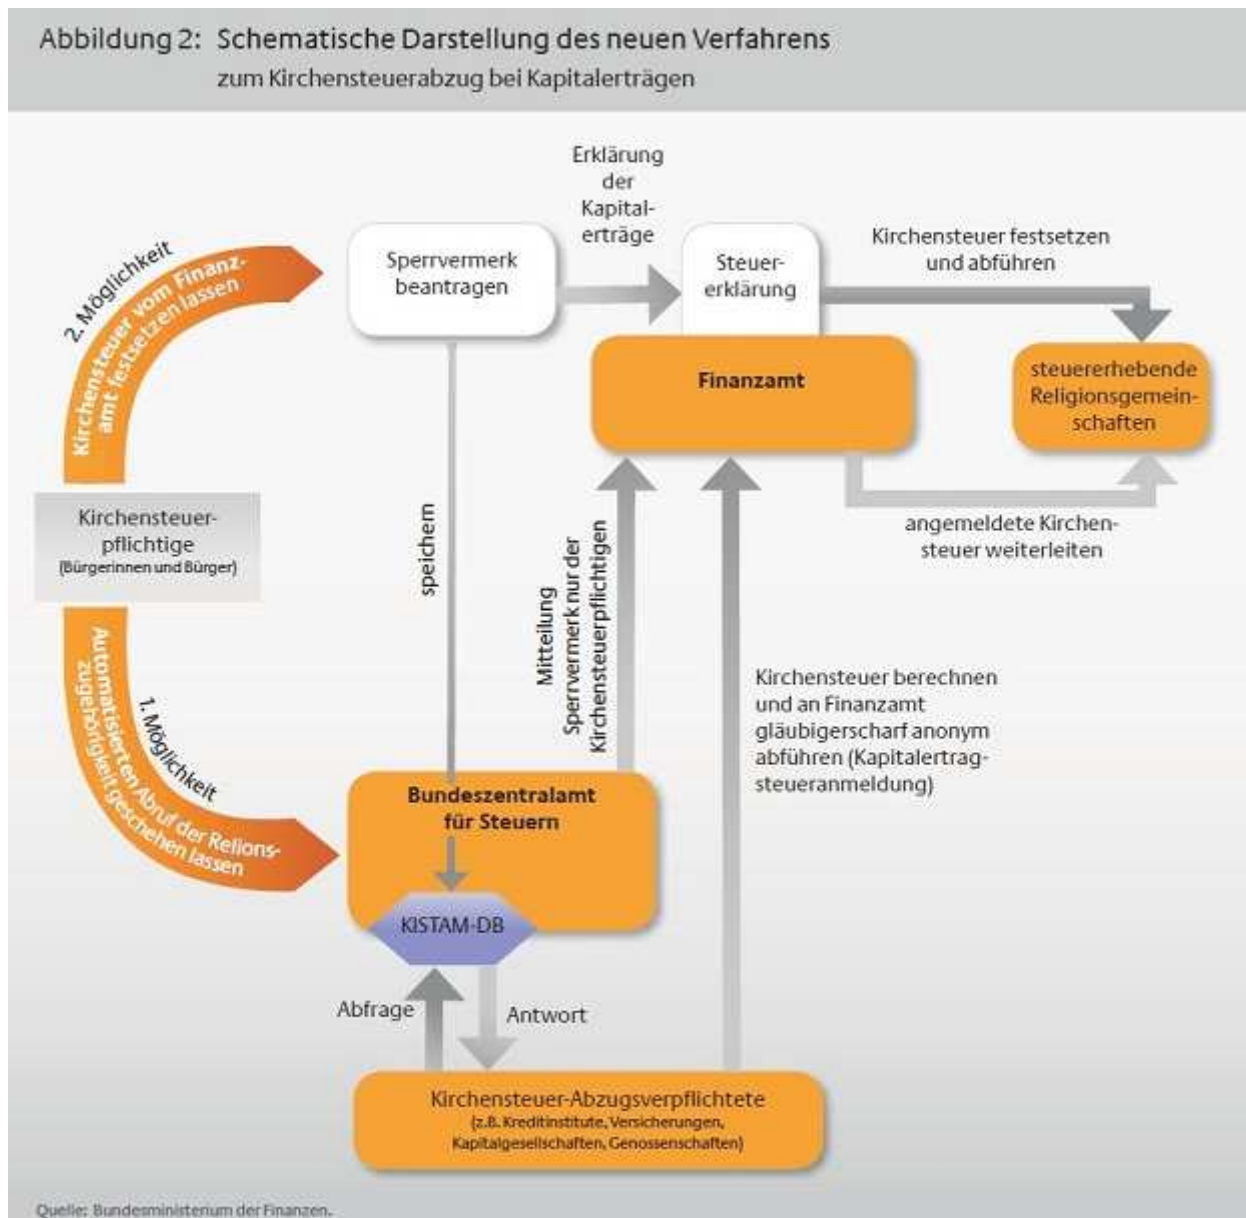 Abbildung 2: Schematische Darstellung des neuen Verfahrens
zum Kirchensteuerabzug bei Kapitalerträgen
Erklärung
der
Kapital-
erträge
2. Möglichkeit
Kirchensteuer vom Finanz-
amt festsetzen lassen
Sperrvermerk
beantragen
Steuer-
erklärung
Kirchensteuer festsetzen
und abführen
Finanzamt
steuererhebende
Religionsgemein-
schaften
Kirchensteuer-
pflichtige
(Bürgerinnen und Bürger)
speichern
Mitteilung
Sperrvermerk nur der
Kirchensteuerpflichtigen
angemeldete Kirchen-
steuer weiterleiten
1. Möglichkeit
Automatisierten Abruf der Relions-
zugehörigkeit geschehen lassen
Kirchensteuer berechnen
und an Finanzamt
gläubigerscharf anonym
abführen (Kapitalertrag-
steueranmeldung)
Bundeszentralamt
für Steuern
KISTAM-DB
Abfrage
Antwort
Kirchensteuer-Abzugsverpflichtete
(z.B. Kreditinstitute, Versicherungen,
Kapitalgesellschaften, Genossenschaften)
Quelle: Bundesministerium der Finanzen.